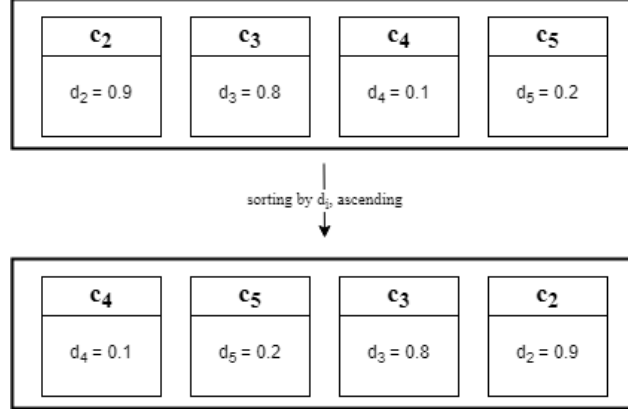 c₂ c₃ c₄ c₅
d₂ = 0.9 d₃ = 0.8 d₄ = 0.1 d₅ = 0.2
sorting by dᵢ, ascending
c₄ c₅ c₃ c₂
d₄ = 0.1 d₅ = 0.2 d₃ = 0.8 d₂ = 0.9